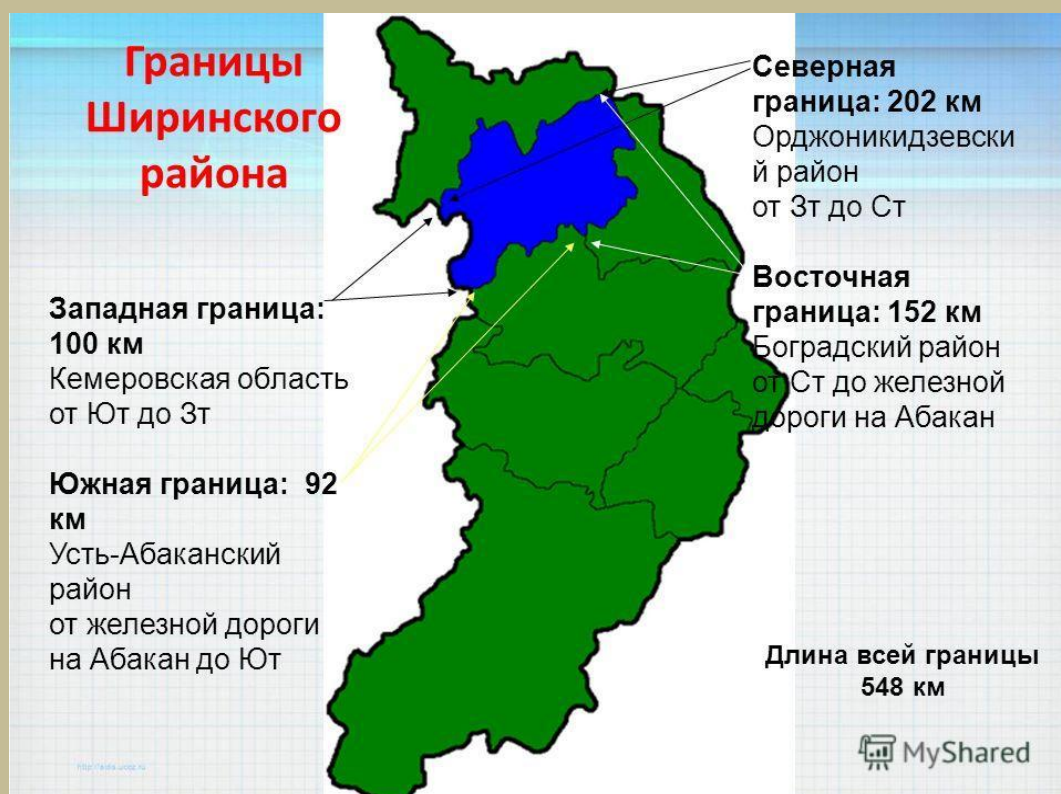 Границы
Ширинского
района
Северная
граница: 202 км
Орджоникидзевски
й район
от Зт до Ст
Восточная
граница: 152 км
Боградский район
от Ст до железной
дороги на Абакан
Западная граница:
100 км
Кемеровская область
от Ют до Зт
Южная граница: 92
км
Усть-Абаканский
район
от железной дороги
на Абакан до Ют
Длина всей границы
548 км
MyShared